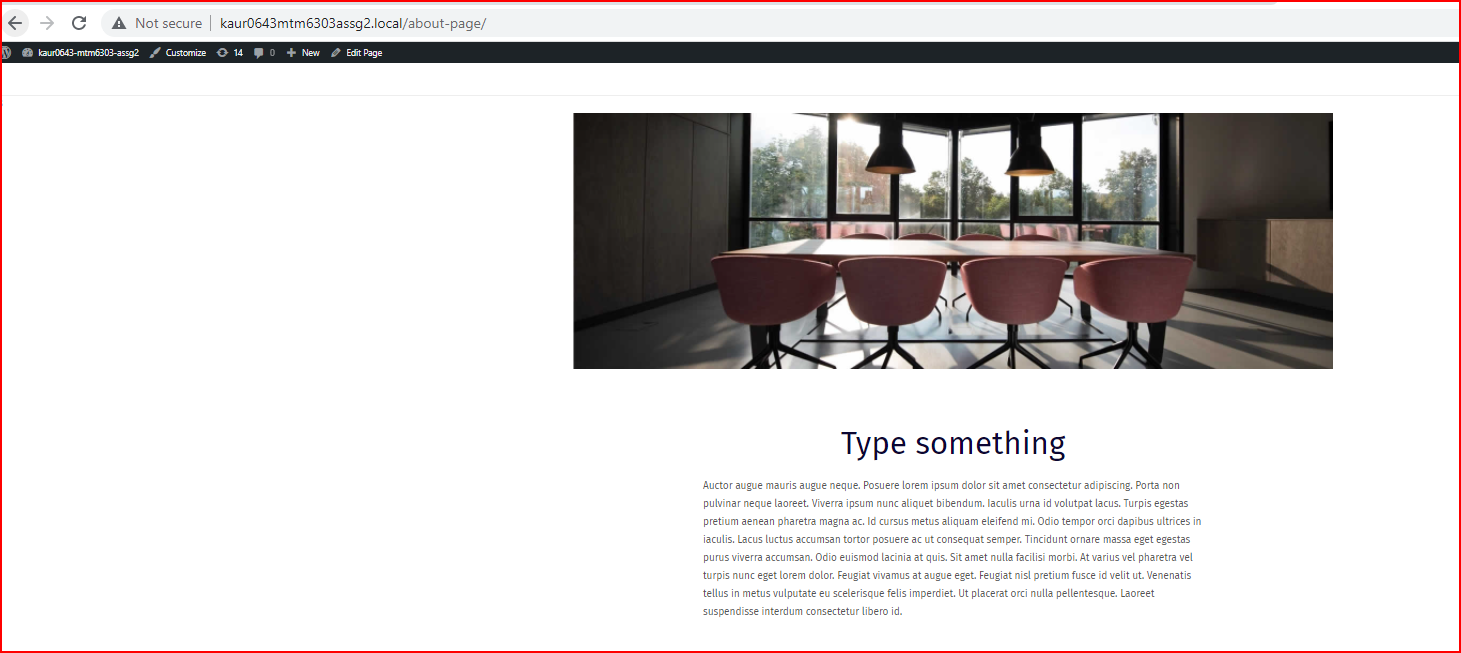 Not secure kaur0643mtm6303assg2.local/about-page/
kaur0643-mtm6303-assg2 Customize 14 0 New Edit Page
Type something
Auctor augue mauris augue neque. Posuere lorem ipsum dolor sit amet consectetur adipiscing. Porta non
pulvinar neque laoreet. Viverra ipsum nunc aliquet bibendum. Iaculis urna id volutpat lacus. Turpis egestas
pretium aenean pharetra magna ac. Id cursus metus aliquam eleifend mi. Odio tempor orci dapibus ultrices in
iaculis. Lacus luctus accumsan tortor posuere ac ut consequat semper. Tincidunt ornare massa eget egestas
purus viverra accumsan. Odio euismod lacinia at quis. Sit amet nulla facilisi morbi. At varius vel pharetra vel
turpis nunc eget lorem dolor. Feugiat vivamus at augue eget. Feugiat nisl pretium fusce id velit ut. Venenatis
tellus in metus vulputate eu scelerisque felis imperdiet. Ut placerat orci nulla pellentesque. Laoreet
suspendisse interdum consectetur libero id.